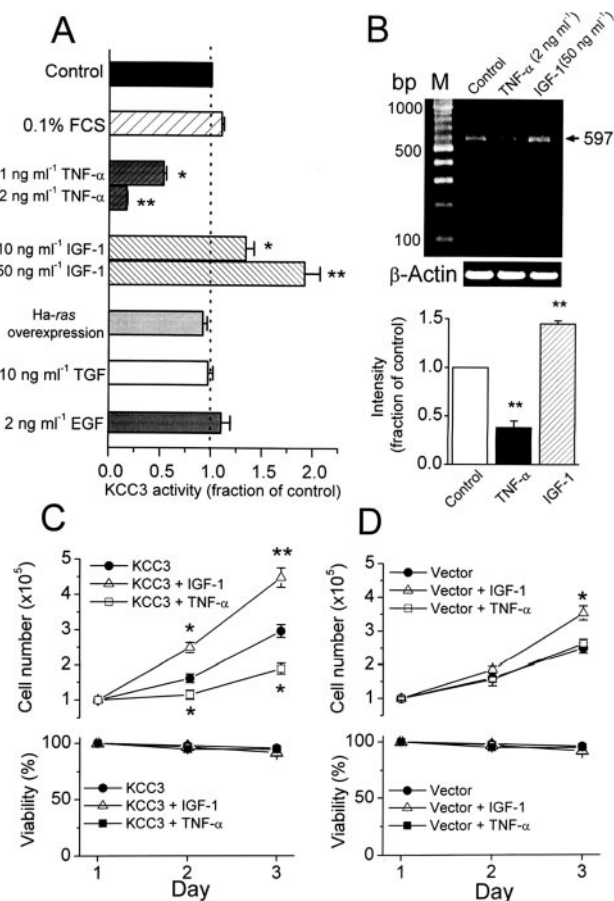 A
Control
0.1% FCS
1 ng ml-1 TNF-α
*
2 ng ml-1 TNF-α
**
10 ng ml-1 IGF-1
*
50 ng ml-1 IGF-1
**
Ha-ras
overexpression
10 ng ml-1 TGF
2 ng ml-1 EGF
0.0 0.5 1.0 1.5 2.0
KCC3 activity (fraction of control)
B
Control
TNF-α (2 ng ml-1)
IGF-1(50 ng ml-1)
bp M
1000
500
597
100
β-Actin
**
1.5
1.0
**
0.5
0.0
Intensity
(fraction of control)
Control
TNF-α
IGF-1
C
5
4
3
2
1
Cell number (x10^5)
KCC3
KCC3 + IGF-1
KCC3 + TNF-α
**
*
*
*
100
50
0
Viability (%)
KCC3
KCC3 + IGF-1
KCC3 + TNF-α
1 2 3
Day
D
5
4
3
2
1
Cell number (x10^5)
Vector
Vector + IGF-1
Vector + TNF-α
*
100
50
0
Viability (%)
Vector
Vector + IGF-1
Vector + TNF-α
1 2 3
Day